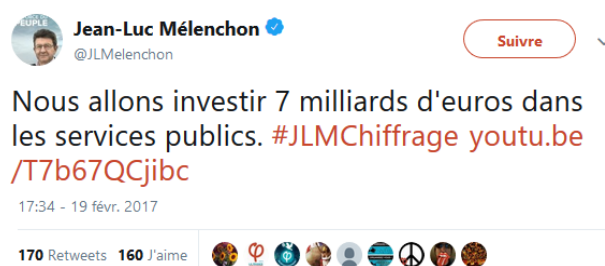 EUPLE
Jean-Luc Mélenchon
@JLMelenchon
Suivre
Nous allons investir 7 milliards d'euros dans
les services publics. #JLMChiffrage youtu.be
/T7b67QCjibc
17:34 - 19 févr. 2017
170 Retweets 160 J'aime